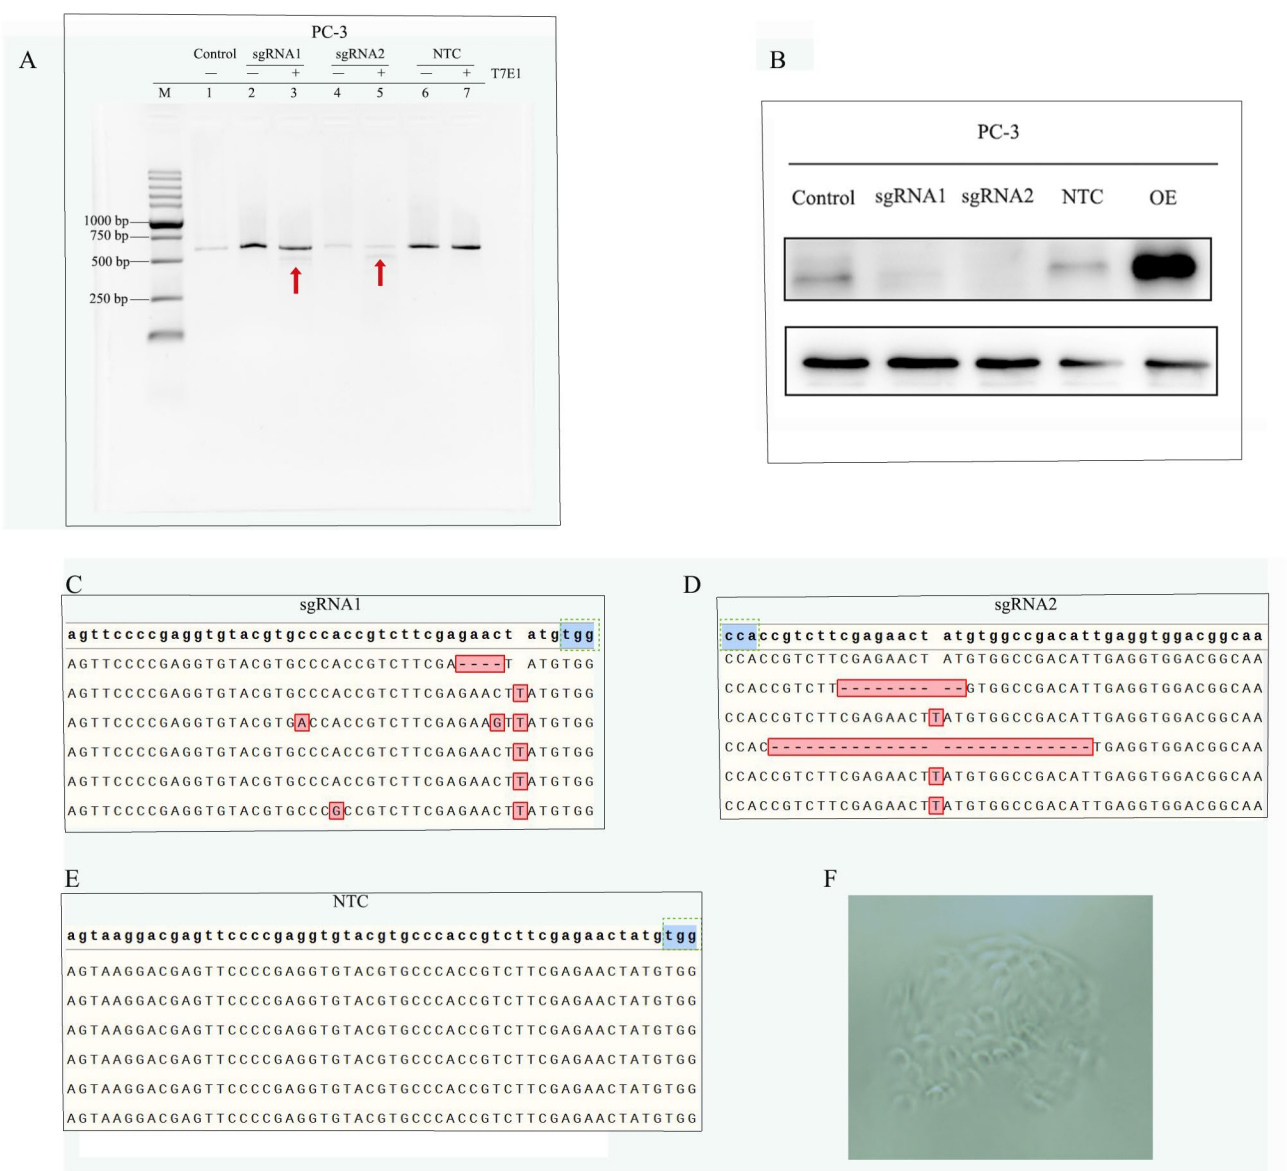 A
PC-3
Control sgRNA1 sgRNA2 NTC
— — + — + — + T7E1
M 1 2 3 4 5 6 7
1000 bp
750 bp
500 bp
250 bp
B
PC-3
Control sgRNA1 sgRNA2 NTC OE
C
sgRNA1
agttccccgaggtgtacgtgcccaccgtcttcgagaact atgtgg
AGTTCCCCGAGGTGTACGTGCCCACCGTCTTCGA----T ATGTGG
AGTTCCCCGAGGTGTACGTGCCCACCGTCTTCGAGAACTTATGTGG
AGTTCCCCGAGGTGTACGTGACCACCGTCTTCGAGAAGTTATGTGG
AGTTCCCCGAGGTGTACGTGCCCACCGTCTTCGAGAACTTATGTGG
AGTTCCCCGAGGTGTACGTGCCCACCGTCTTCGAGAACTTATGTGG
AGTTCCCCGAGGTGTACGTGCCCGCCGTCTTCGAGAACTTATGTGG
D
sgRNA2
ccaccgtcttcgagaact atgtggccgacattgaggtggacggcaa
CCACCGTCTTCGAGAACT ATGTGGCCGACATTGAGGTGGACGGCAA
CCACCGTCTT-------- --GTGGCCGACATTGAGGTGGACGGCAA
CCACCGTCTTCGAGAACTTATGTGGCCGACATTGAGGTGGACGGCAA
CCAC-------------- -------------TGAGGTGGACGGCAA
CCACCGTCTTCGAGAACTTATGTGGCCGACATTGAGGTGGACGGCAA
CCACCGTCTTCGAGAACTTATGTGGCCGACATTGAGGTGGACGGCAA
E
NTC
agtaaggacgagttccccgaggtgtacgtgcccaccgtcttcgagaactatgtgg
AGTAAGGACGAGTTCCCCGAGGTGTACGTGCCCACCGTCTTCGAGAACTATGTGG
AGTAAGGACGAGTTCCCCGAGGTGTACGTGCCCACCGTCTTCGAGAACTATGTGG
AGTAAGGACGAGTTCCCCGAGGTGTACGTGCCCACCGTCTTCGAGAACTATGTGG
AGTAAGGACGAGTTCCCCGAGGTGTACGTGCCCACCGTCTTCGAGAACTATGTGG
AGTAAGGACGAGTTCCCCGAGGTGTACGTGCCCACCGTCTTCGAGAACTATGTGG
AGTAAGGACGAGTTCCCCGAGGTGTACGTGCCCACCGTCTTCGAGAACTATGTGG
F